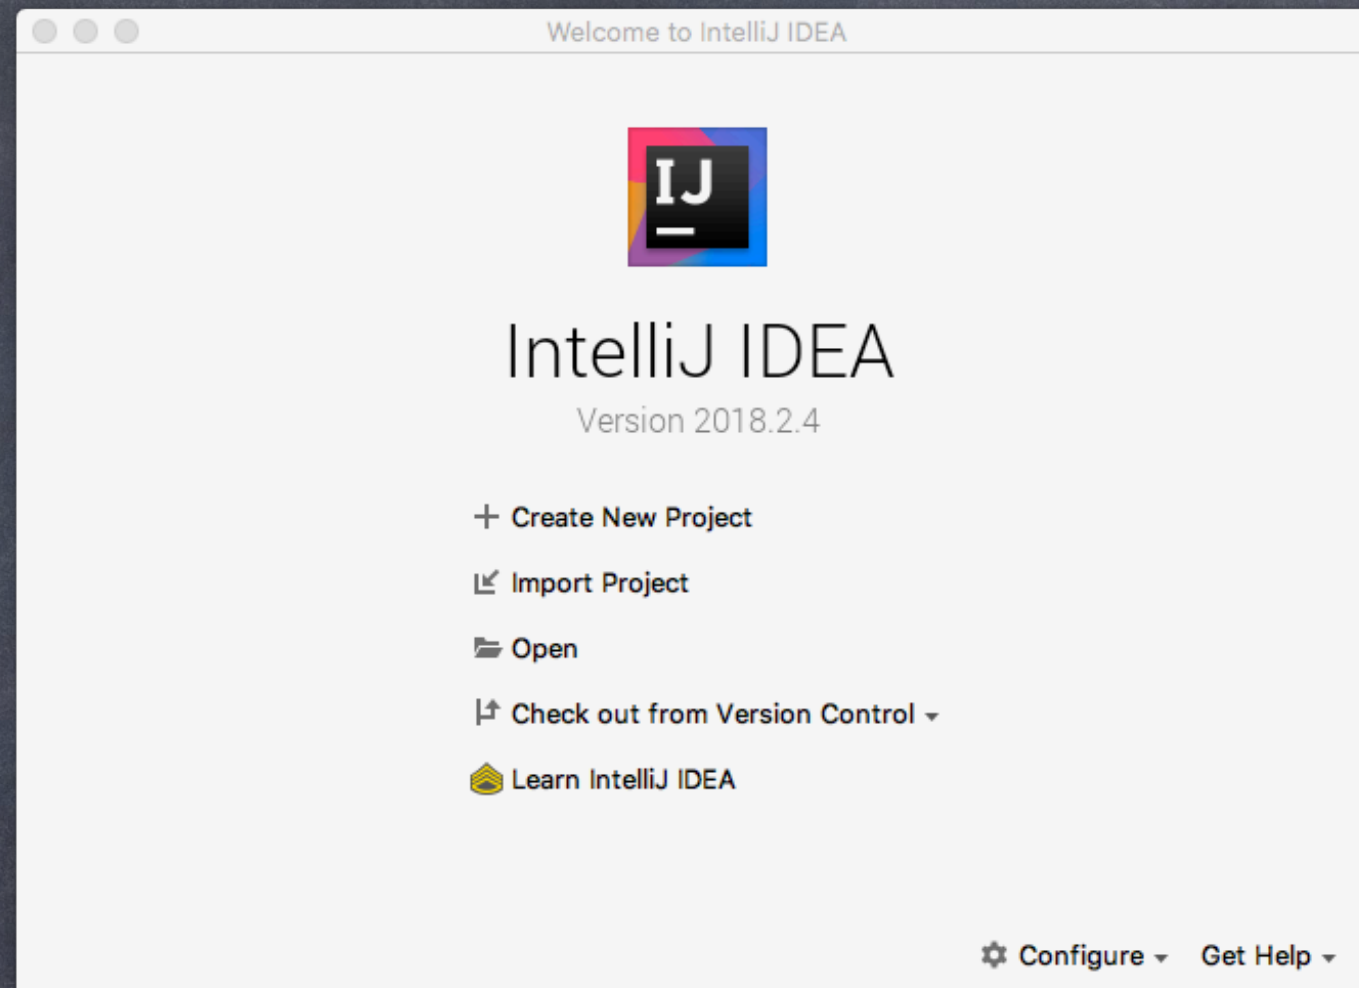 Welcome to IntelliJ IDEA
IJ
IntelliJ IDEA
Version 2018.2.4
Create New Project
Import Project
Open
Check out from Version Control
Learn IntelliJ IDEA
Configure Get Help